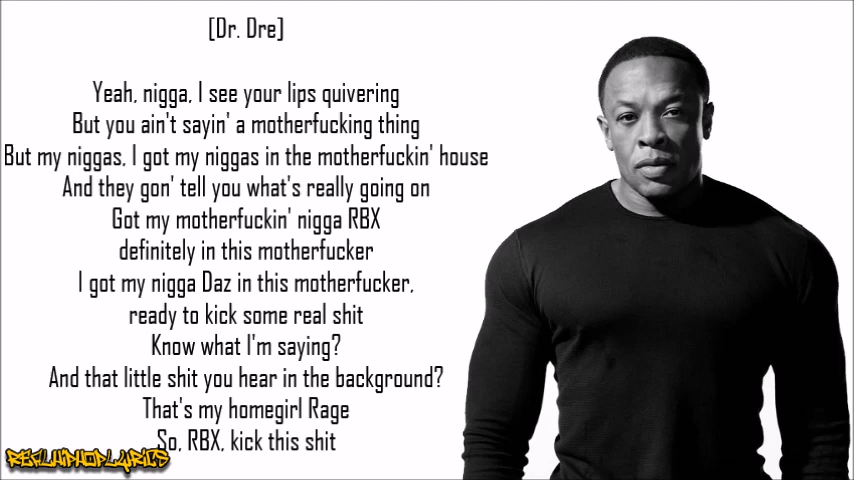 [Dr. Dre]
Yeah, nigga, I see your lips quivering
But you ain't sayin' a motherfucking thing
But my niggas, I got my niggas in the motherfuckin' house
And they gon' tell you what's really going on
Got my motherfuckin' nigga RBX
definitely in this motherfucker
I got my nigga Daz in this motherfucker,
ready to kick some real shit
Know what I'm saying?
And that little shit you hear in the background?
That's my homegirl Rage
So, RBX, kick this shit
REALHIPHOPLYRICS